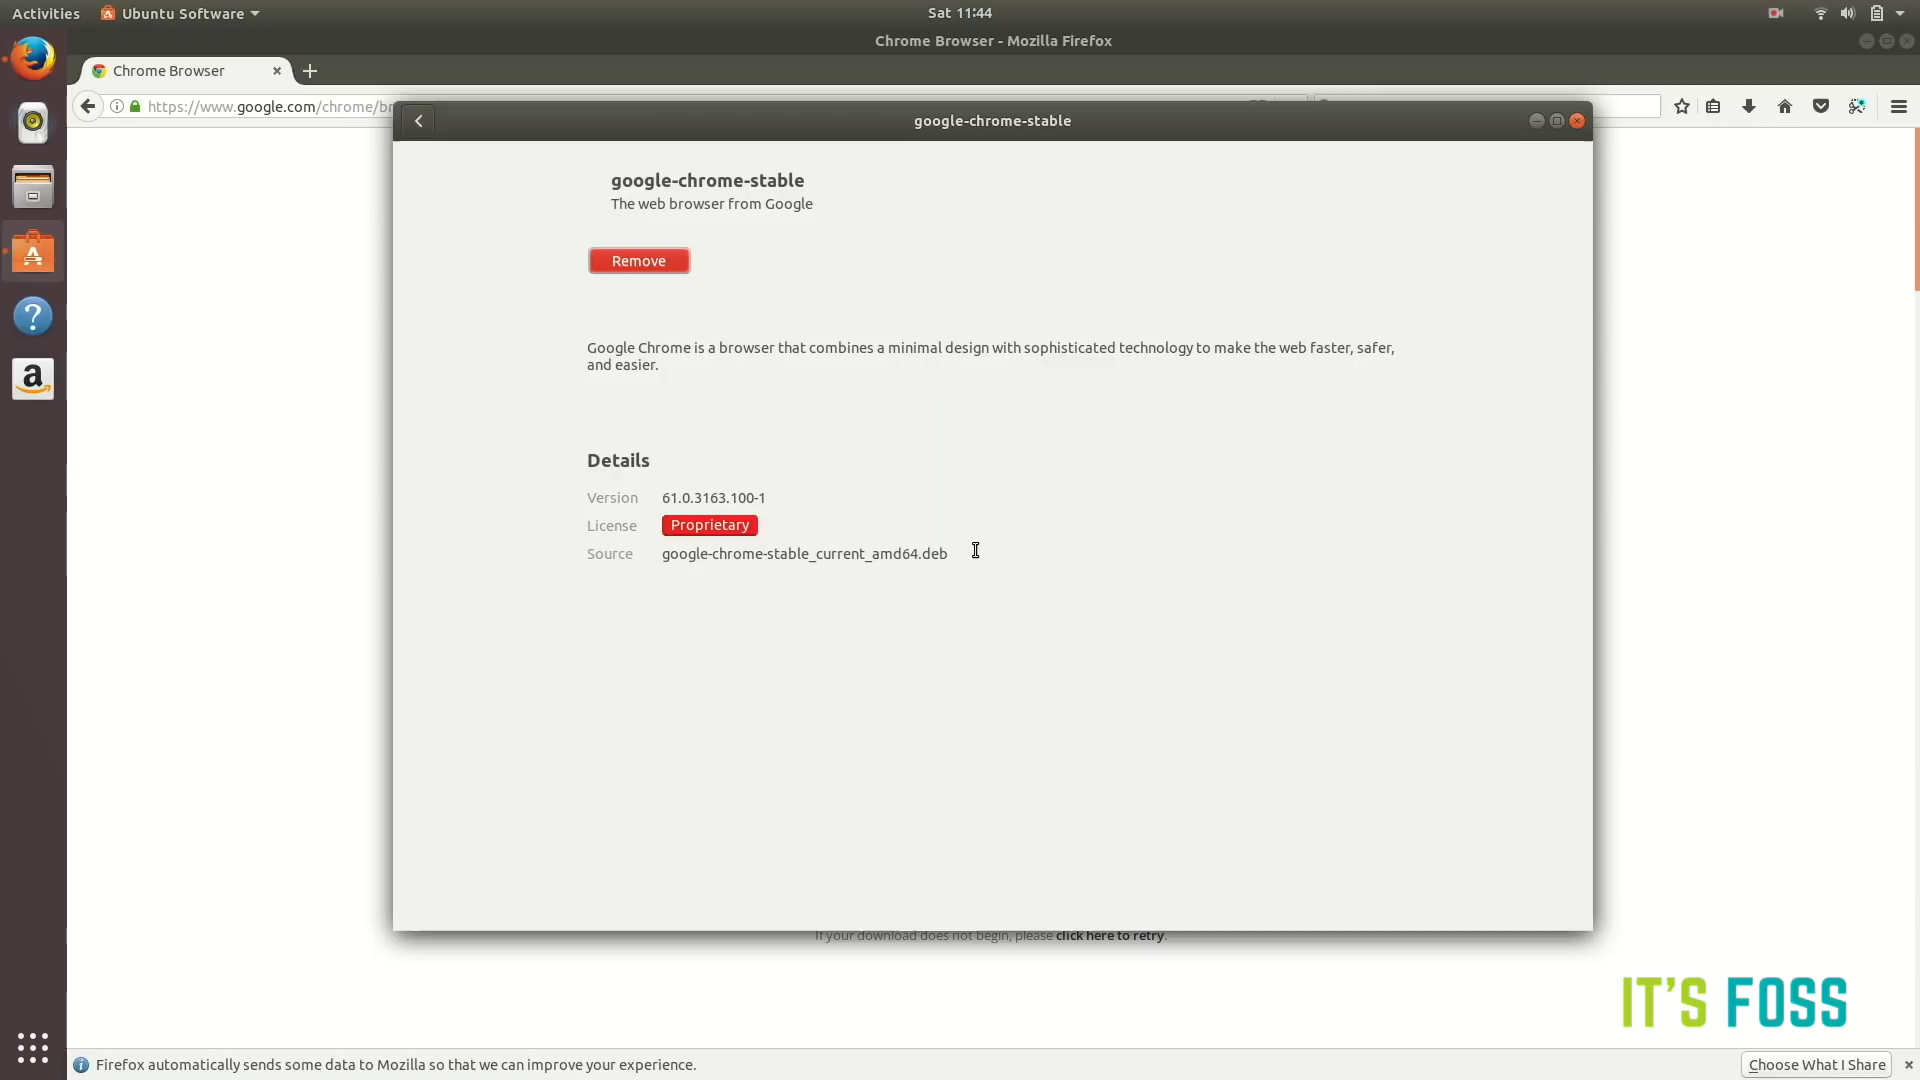 Activities
Ubuntu Software
Sat 11:44
Chrome Browser - Mozilla Firefox
Chrome Browser
https://www.google.com/chrome/br
google-chrome-stable
google-chrome-stable
The web browser from Google
Remove
Google Chrome is a browser that combines a minimal design with sophisticated technology to make the web faster, safer,
and easier.
Details
Version 61.0.3163.100-1
License Proprietary
Source google-chrome-stable_current_amd64.deb
If your download does not begin, please click here to retry.
IT'S FOSS
Firefox automatically sends some data to Mozilla so that we can improve your experience.
Choose What I Share